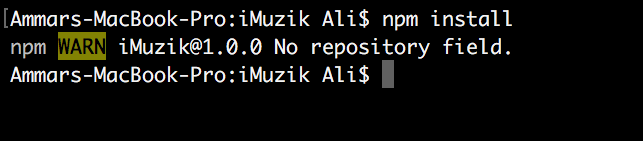 Ammars-MacBook-Pro:iMuzik Ali$ npm install
npm WARN iMuzik@1.0.0 No repository field.
Ammars-MacBook-Pro:iMuzik Ali$